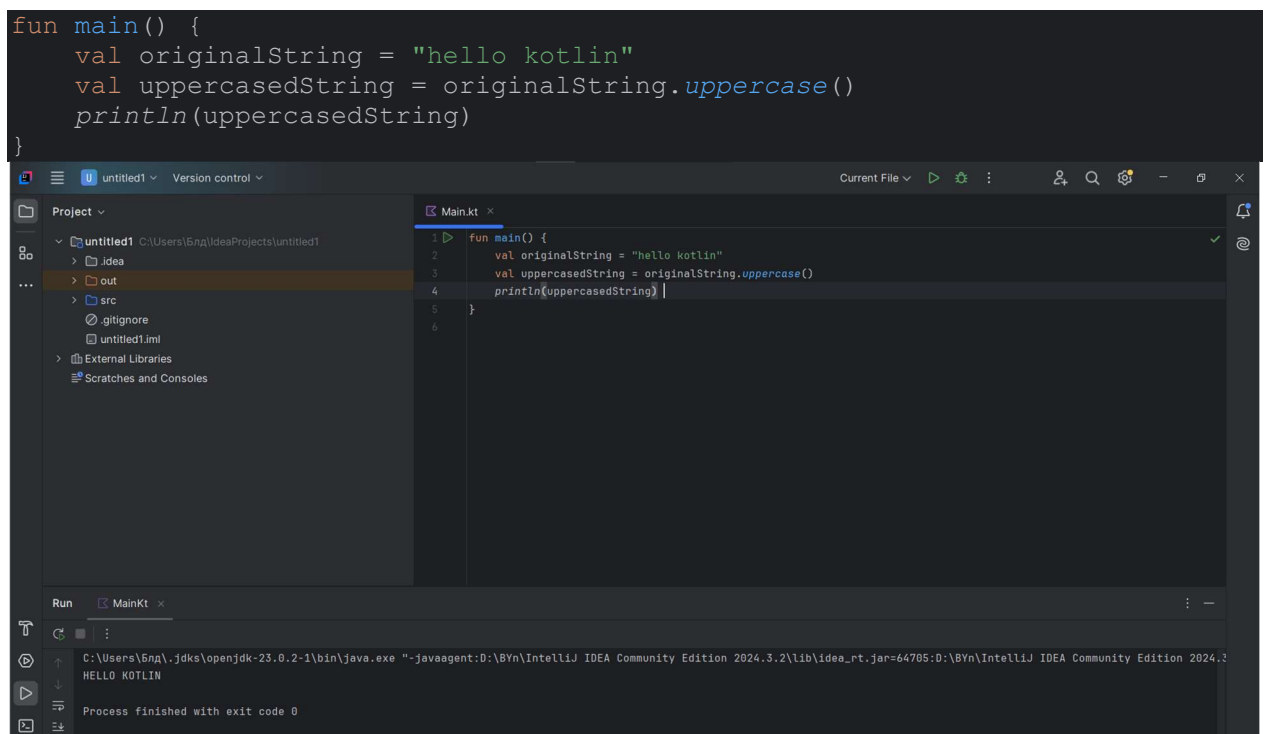 fun main() {
    val originalString = "hello kotlin"
    val uppercasedString = originalString.uppercase()
    println(uppercasedString)
}
U untitled1 Version control Current File
Project
Main.kt
untitled1 C:\Users\Блд\IdeaProjects\untitled1
.idea
out
src
.gitignore
untitled1.iml
External Libraries
Scratches and Consoles
1 fun main() {
2     val originalString = "hello kotlin"
3     val uppercasedString = originalString.uppercase()
4     println(uppercasedString)
5 }
6
Run MainKt
C:\Users\Блд\.jdks\openjdk-23.0.2-1\bin\java.exe "-javaagent:D:\BYn\IntelliJ IDEA Community Edition 2024.3.2\lib\idea_rt.jar=64705:D:\BYn\IntelliJ IDEA Community Edition 2024.3
HELLO KOTLIN
Process finished with exit code 0